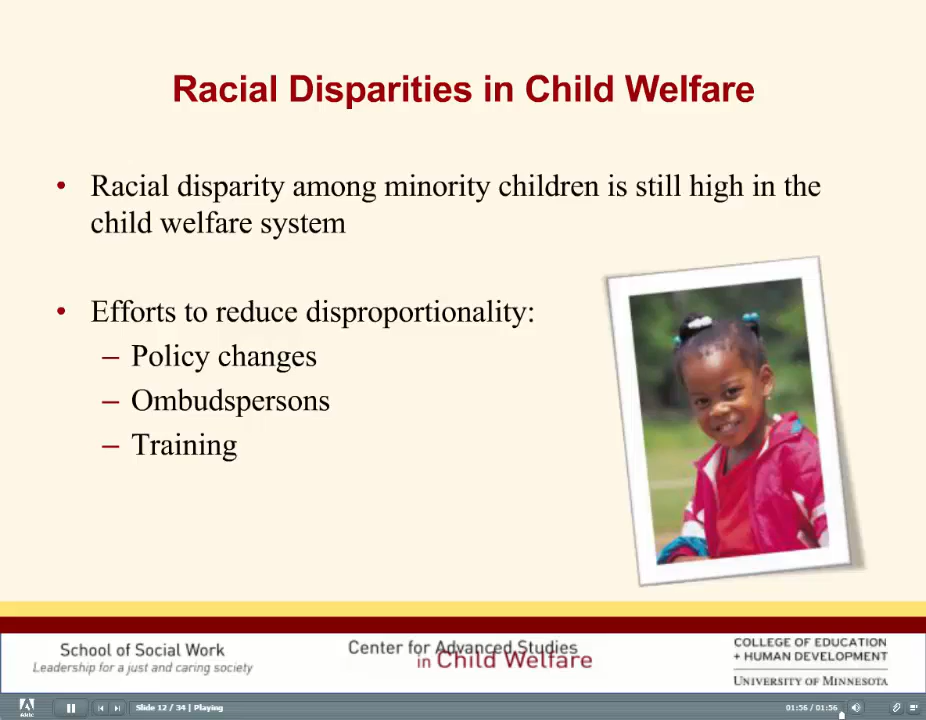 Racial Disparities in Child Welfare
• Racial disparity among minority children is still high in the
child welfare system
• Efforts to reduce disproportionality:
– Policy changes
– Ombudspersons
– Training
School of Social Work
Leadership for a just and caring society
Center for Advanced Studies
in Child Welfare
COLLEGE OF EDUCATION
+ HUMAN DEVELOPMENT
UNIVERSITY OF MINNESOTA
Slide 12 / 34 | Playing
01:56 / 01:56